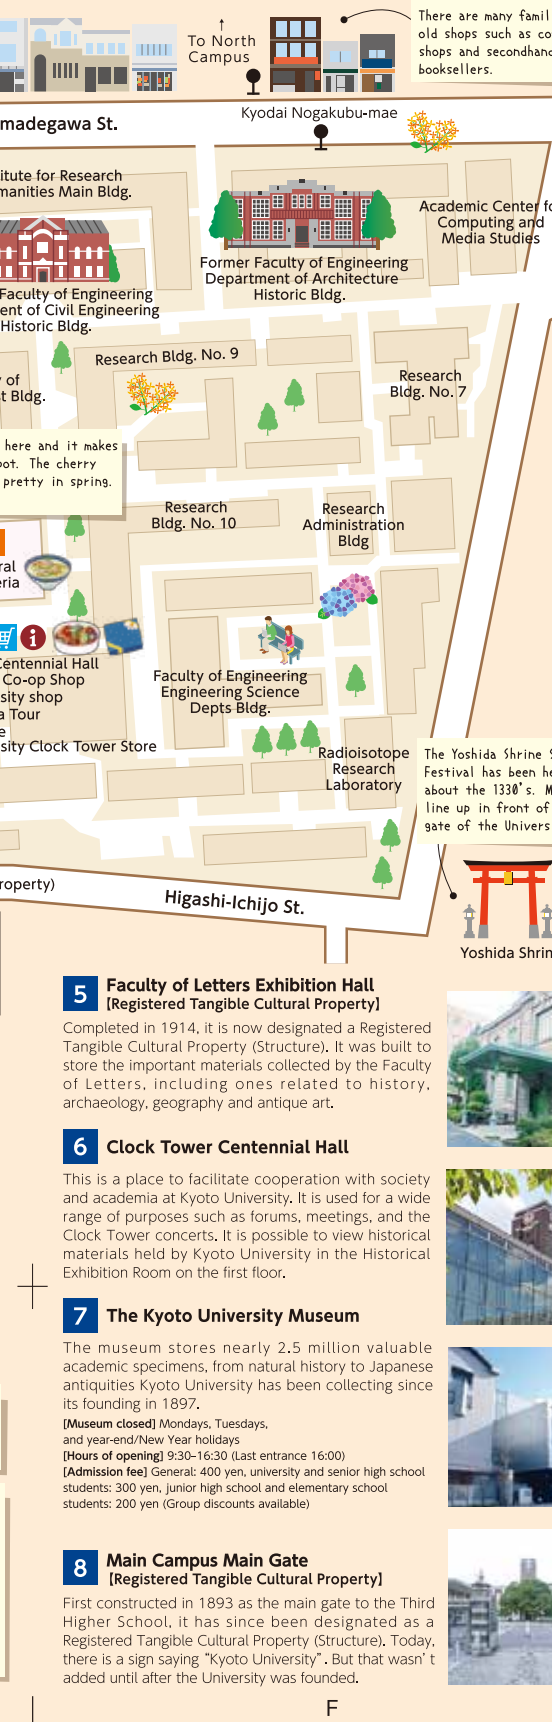 There are many famil
old shops such as co
shops and secondhan
booksellers.
↑
To North
Campus
madegawa St.
Kyodai Nogakubu-mae
itute for Research
manities Main Bldg.
Academic Center fo
Computing and
Media Studies
Former Faculty of Engineering
Department of Architecture
Historic Bldg.
Faculty of Engineering
ent of Civil Engineering
Historic Bldg.
Research Bldg. No. 9
Research
Bldg. No. 7
y of
t Bldg.
here and it makes
pot. The cherry
pretty in spring.
Research
Bldg. No. 10
Research
Administration
Bldg
ral
eria
Centennial Hall
Co-op Shop
sity shop
a Tour
e
sity Clock Tower Store
Faculty of Engineering
Engineering Science
Depts Bldg.
Radioisotope
Research
Laboratory
The Yoshida Shrine S
Festival has been he
about the 1330's. M
line up in front of
gate of the Univers
roperty)
Higashi-Ichijo St.
Yoshida Shrin
5 Faculty of Letters Exhibition Hall
【Registered Tangible Cultural Property】
Completed in 1914, it is now designated a Registered
Tangible Cultural Property (Structure). It was built to
store the important materials collected by the Faculty
of Letters, including ones related to history,
archaeology, geography and antique art.
6 Clock Tower Centennial Hall
This is a place to facilitate cooperation with society
and academia at Kyoto University. It is used for a wide
range of purposes such as forums, meetings, and the
Clock Tower concerts. It is possible to view historical
materials held by Kyoto University in the Historical
Exhibition Room on the first floor.
7 The Kyoto University Museum
The museum stores nearly 2.5 million valuable
academic specimens, from natural history to Japanese
antiquities Kyoto University has been collecting since
its founding in 1897.
[Museum closed] Mondays, Tuesdays,
and year-end/New Year holidays
[Hours of opening] 9:30–16:30 (Last entrance 16:00)
[Admission fee] General: 400 yen, university and senior high school
students: 300 yen, junior high school and elementary school
students: 200 yen (Group discounts available)
8 Main Campus Main Gate
【Registered Tangible Cultural Property】
First constructed in 1893 as the main gate to the Third
Higher School, it has since been designated as a
Registered Tangible Cultural Property (Structure). Today,
there is a sign saying “Kyoto University”. But that wasn't
added until after the University was founded.
F